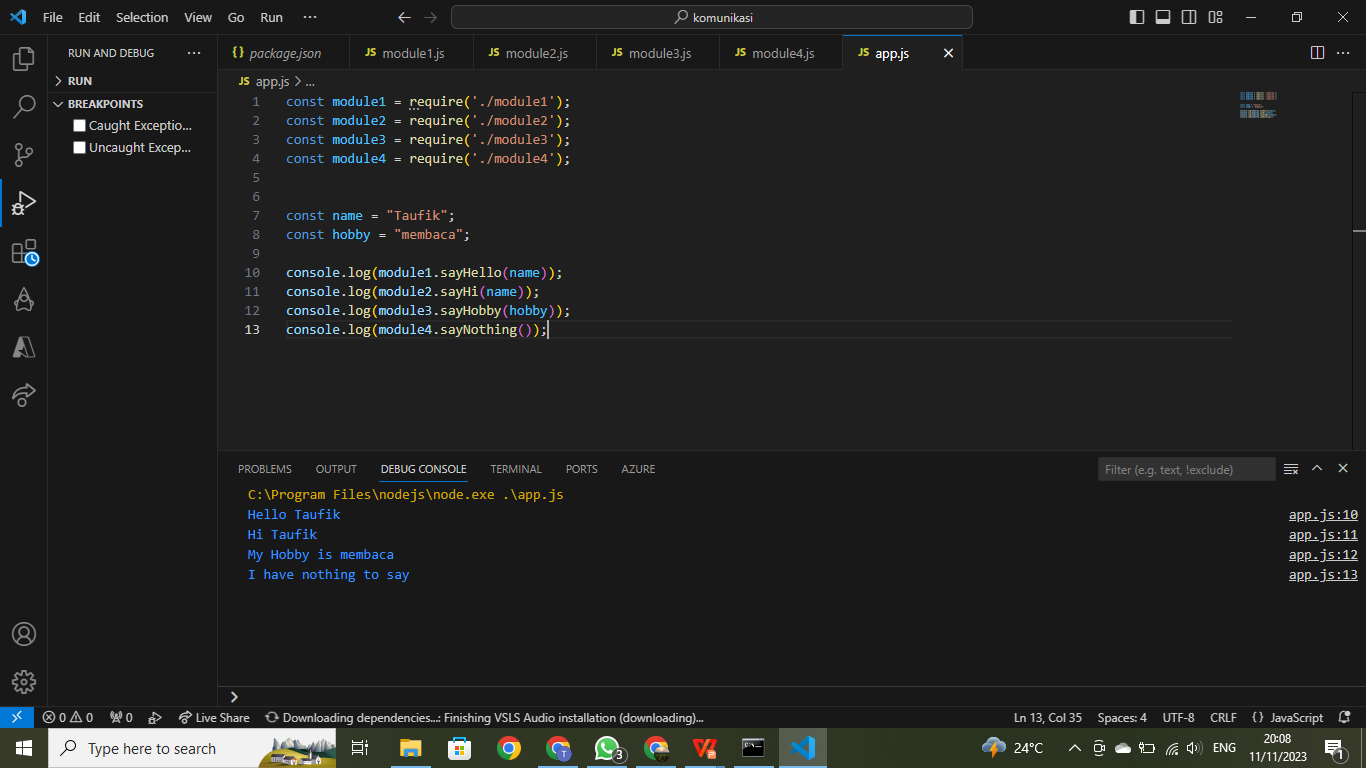 File Edit Selection View Go Run ···
komunikasi
RUN AND DEBUG ···
RUN
BREAKPOINTS
Caught Exceptio...
Uncaught Excep...
{} package.json
JS module1.js
JS module2.js
JS module3.js
JS module4.js
JS app.js
JS app.js > ...
1 const module1 = require('./module1');
2 const module2 = require('./module2');
3 const module3 = require('./module3');
4 const module4 = require('./module4');
5
6
7 const name = "Taufik";
8 const hobby = "membaca";
9
10 console.log(module1.sayHello(name));
11 console.log(module2.sayHi(name));
12 console.log(module3.sayHobby(hobby));
13 console.log(module4.sayNothing());
PROBLEMS OUTPUT DEBUG CONSOLE TERMINAL PORTS AZURE
Filter (e.g. text, !exclude)
C:\Program Files\nodejs\node.exe .\app.js
Hello Taufik app.js:10
Hi Taufik app.js:11
My Hobby is membaca app.js:12
I have nothing to say app.js:13
0 0 0 Live Share Downloading dependencies...: Finishing VSLS Audio installation (downloading)...
Ln 13, Col 35 Spaces: 4 UTF-8 CRLF {} JavaScript
Type here to search
T
3
24°C
ENG
20:08
11/11/2023
1